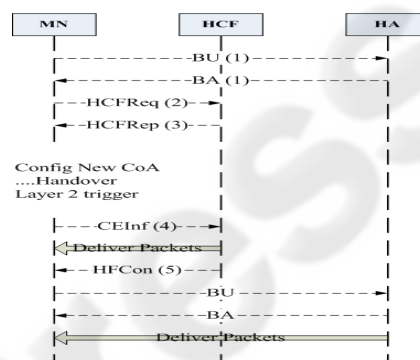 MN HCF HA
BU (1)
BA (1)
HCFReq (2)
HCFRep (3)
Config New CoA
....Handover
Layer 2 trigger
CEInf (4)
Deliver Packets
HFCon (5)
BU
BA
Deliver Packets